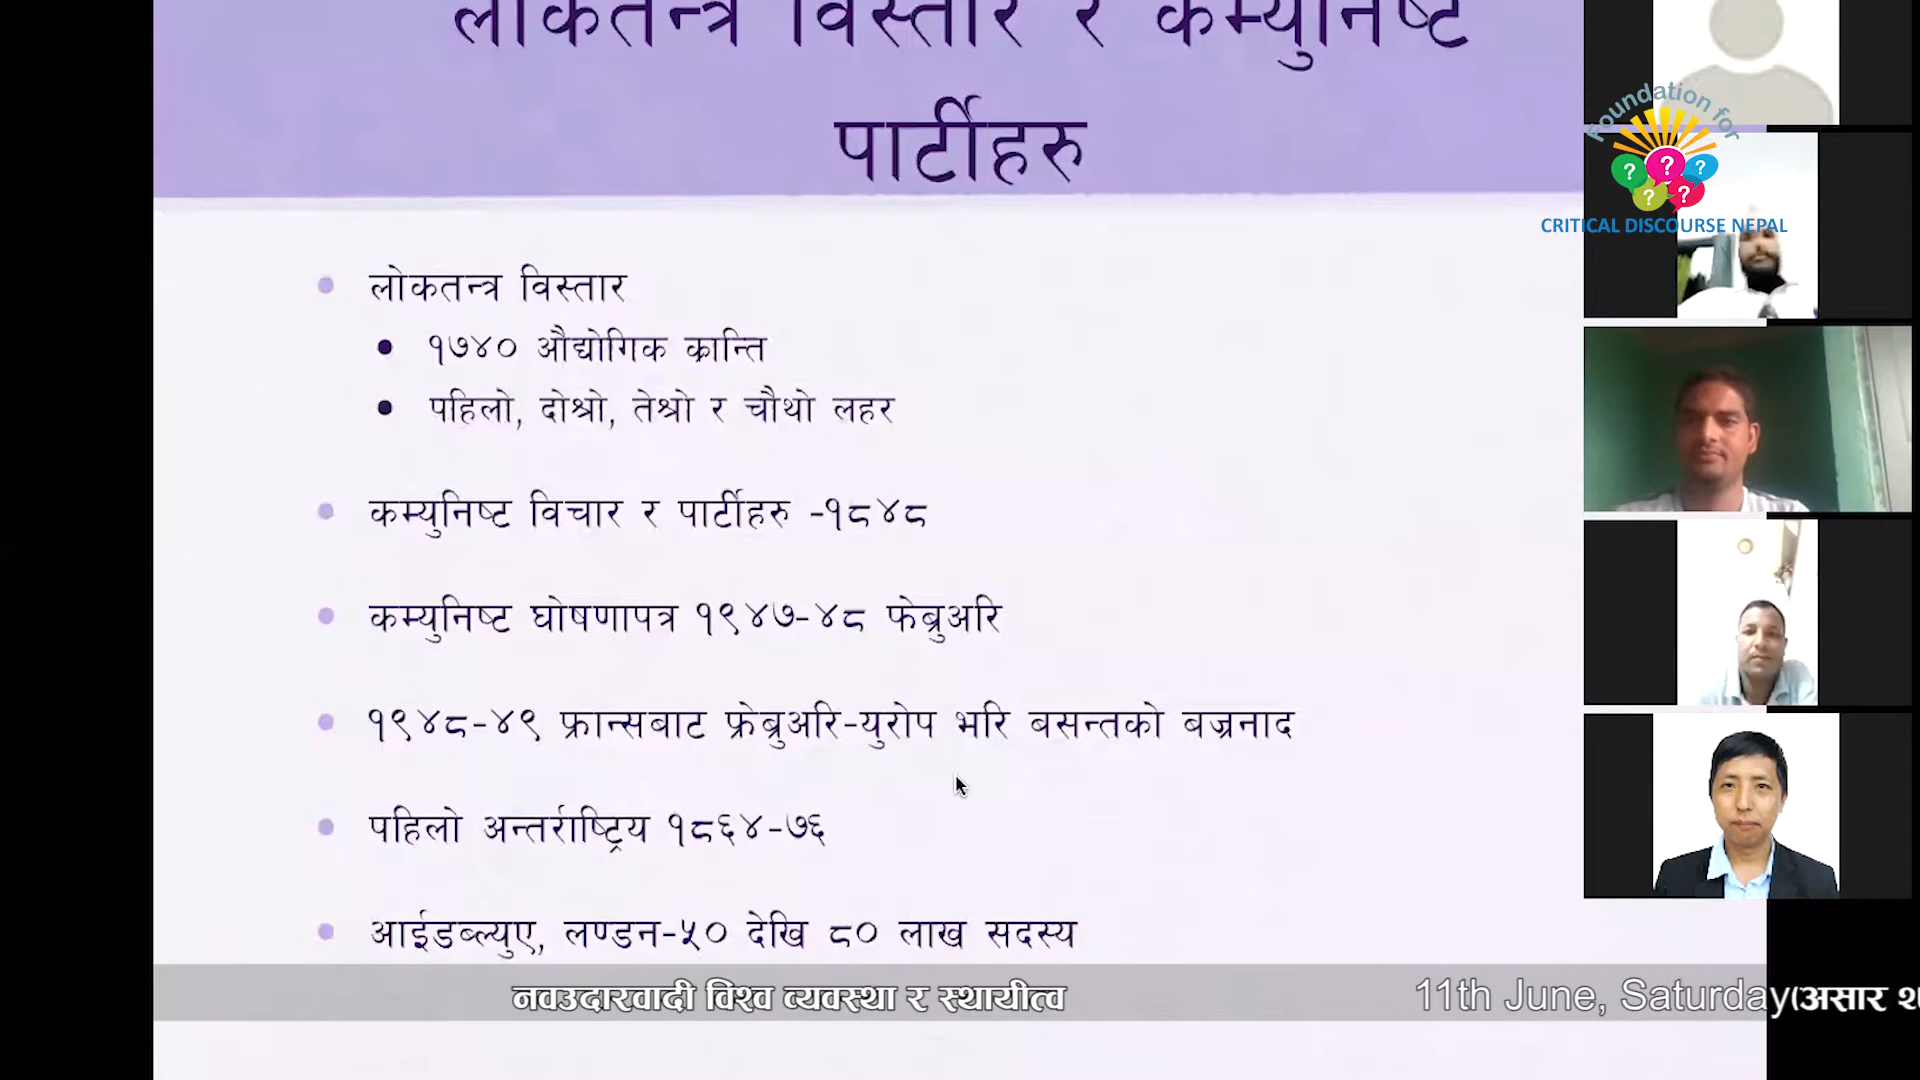 लोकतन्त्र विस्तार र कम्युनिष्ट
पार्टीहरु
Foundation for
CRITICAL DISCOURSE NEPAL
लोकतन्त्र विस्तार
१७४० औद्योगिक क्रान्ति
पहिलो, दोश्रो, तेश्रो र चौथो लहर
कम्युनिष्ट विचार र पार्टीहरु -१८४८
कम्युनिष्ट घोषणापत्र १९४७-४८ फेब्रुअरि
१९४८-४९ फ्रान्सबाट फ्रेब्रुअरि-युरोप भरि बसन्तको बज्रनाद
पहिलो अन्तर्राष्ट्रिय १८६४-७६
आईडब्ल्युए, लण्डन-५० देखि ८० लाख सदस्य
नवउदारवादी विश्व व्यवस्था र स्थायीत्व
11th June, Saturday (असार